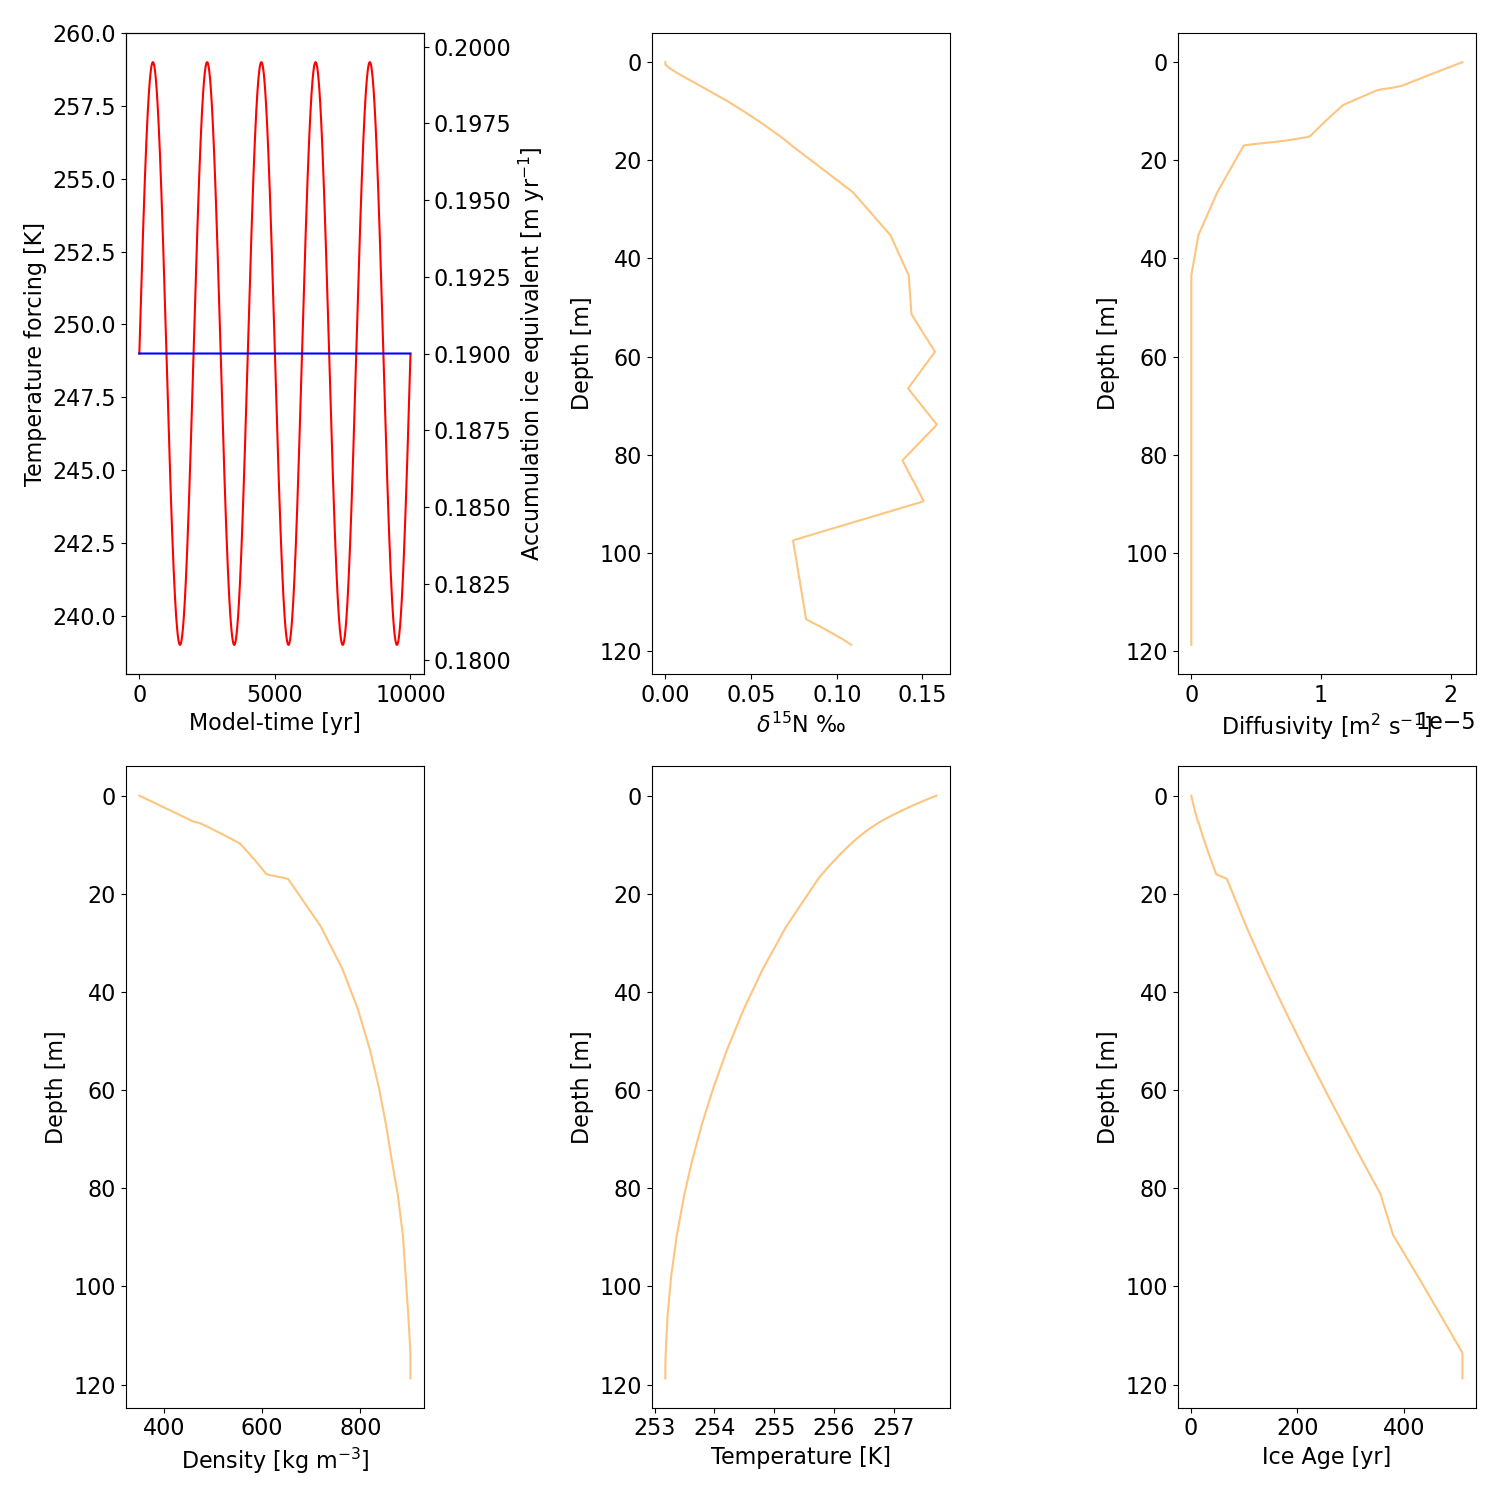 260.0
257.5
255.0
252.5
250.0
247.5
245.0
242.5
240.0
Temperature forcing [K]
0 5000 10000
Model-time [yr]
0.2000
0.1975
0.1950
0.1925
0.1900
0.1875
0.1850
0.1825
0.1800
Accumulation ice equivalent [m yr⁻¹]
0
20
40
60
80
100
120
Depth [m]
0.00 0.05 0.10 0.15
δ¹⁵N ‰
0
20
40
60
80
100
120
Depth [m]
0 1 2
Diffusivity [m² s⁻¹]
1e−5
0
20
40
60
80
100
120
Depth [m]
400 600 800
Density [kg m⁻³]
0
20
40
60
80
100
120
Depth [m]
253 254 255 256 257
Temperature [K]
0
20
40
60
80
100
120
Depth [m]
0 200 400
Ice Age [yr]